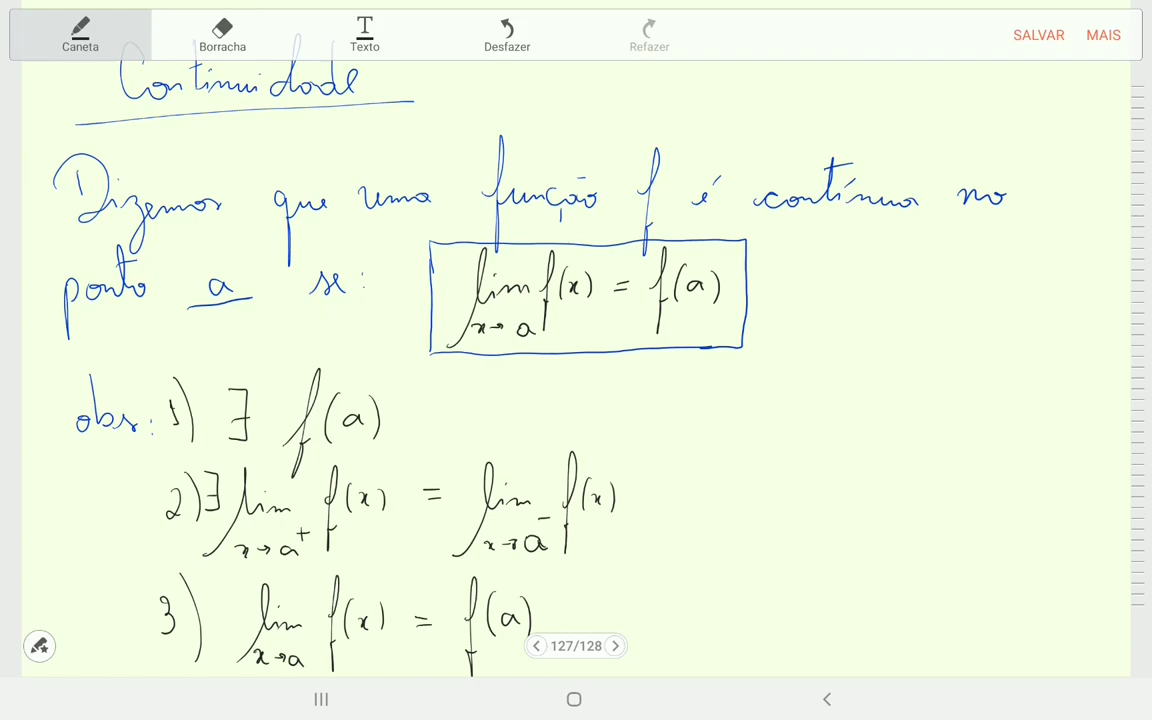 Caneta Borracha Texto Desfazer Refazer SALVAR MAIS
Continuidade
Dizemos que uma função f é contínua no
ponto a se: lim x→a f(x) = f(a)
obs: 1) ∃ f(a)
2) ∃ lim x→a⁺ f(x) = lim x→a⁻ f(x)
3) lim x→a f(x) = f(a)
127/128